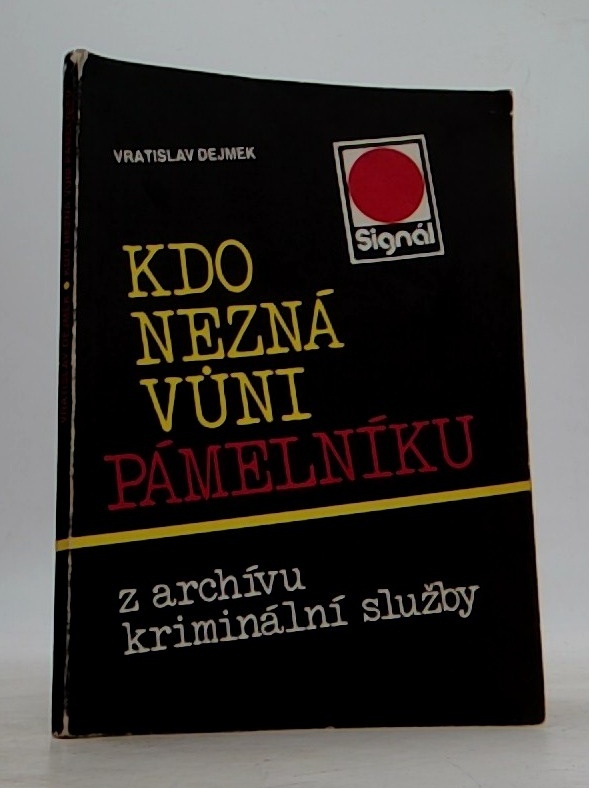 VRATISLAV DEJMEK
Signál
KDO
NEZNÁ
VŮNI
PÁMELNÍKU
z archívu
kriminální služby